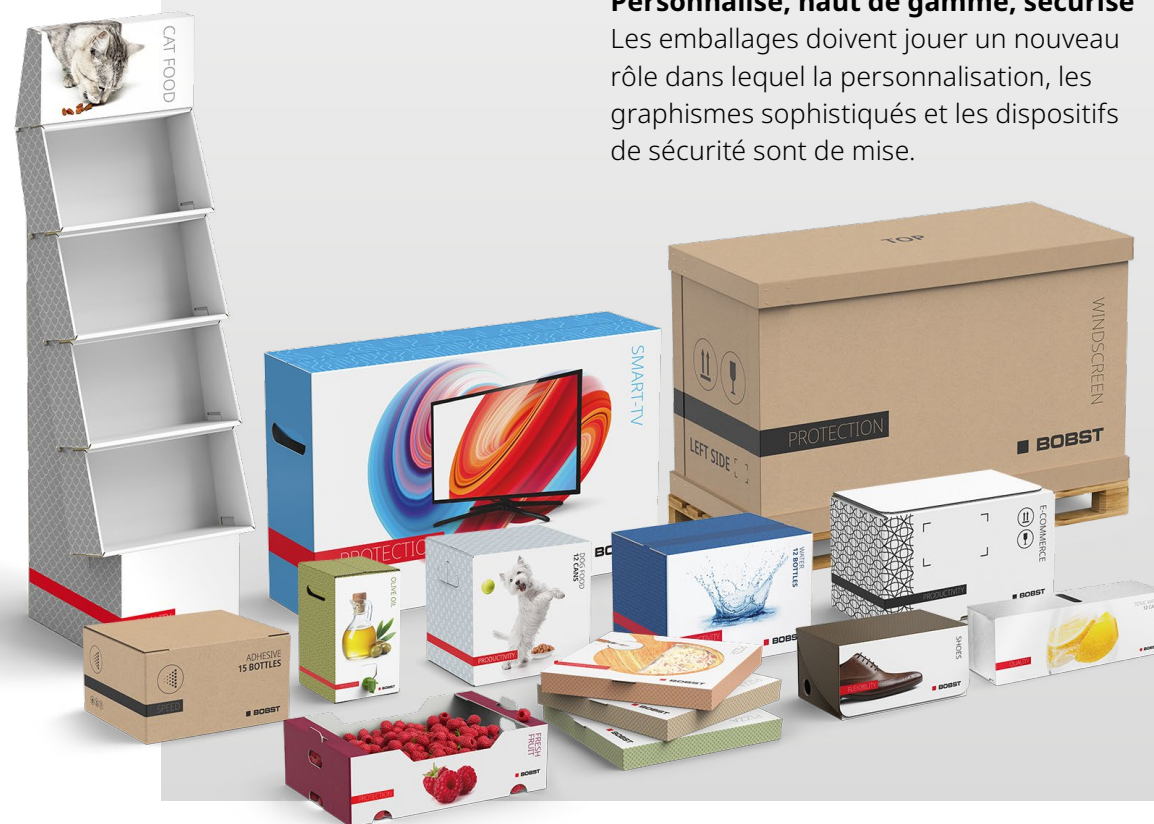 Personnalisé, haut de gamme, sécurisé
Les emballages doivent jouer un nouveau
rôle dans lequel la personnalisation, les
graphismes sophistiqués et les dispositifs
de sécurité sont de mise.
CAT FOOD
TOP
WINDSCREEN
PROTECTION
LEFT SIDE
BOBST
SMART-TV
PROTECTIO
BO
OLIVE OIL
DOG FOOD
12 CANS
PRODUCTIVITY
WATER
12 BOTTLES
BOBS
E-COMMERCE
PRODUCTIVITY
BOBST
ADHESIVE
15 BOTTLES
SPEED
BOBST
SHOES
FLEXIBILITY
BOBST
QUALITY
BOBST
FRESH
FRUIT
PROTECTION
BOBST